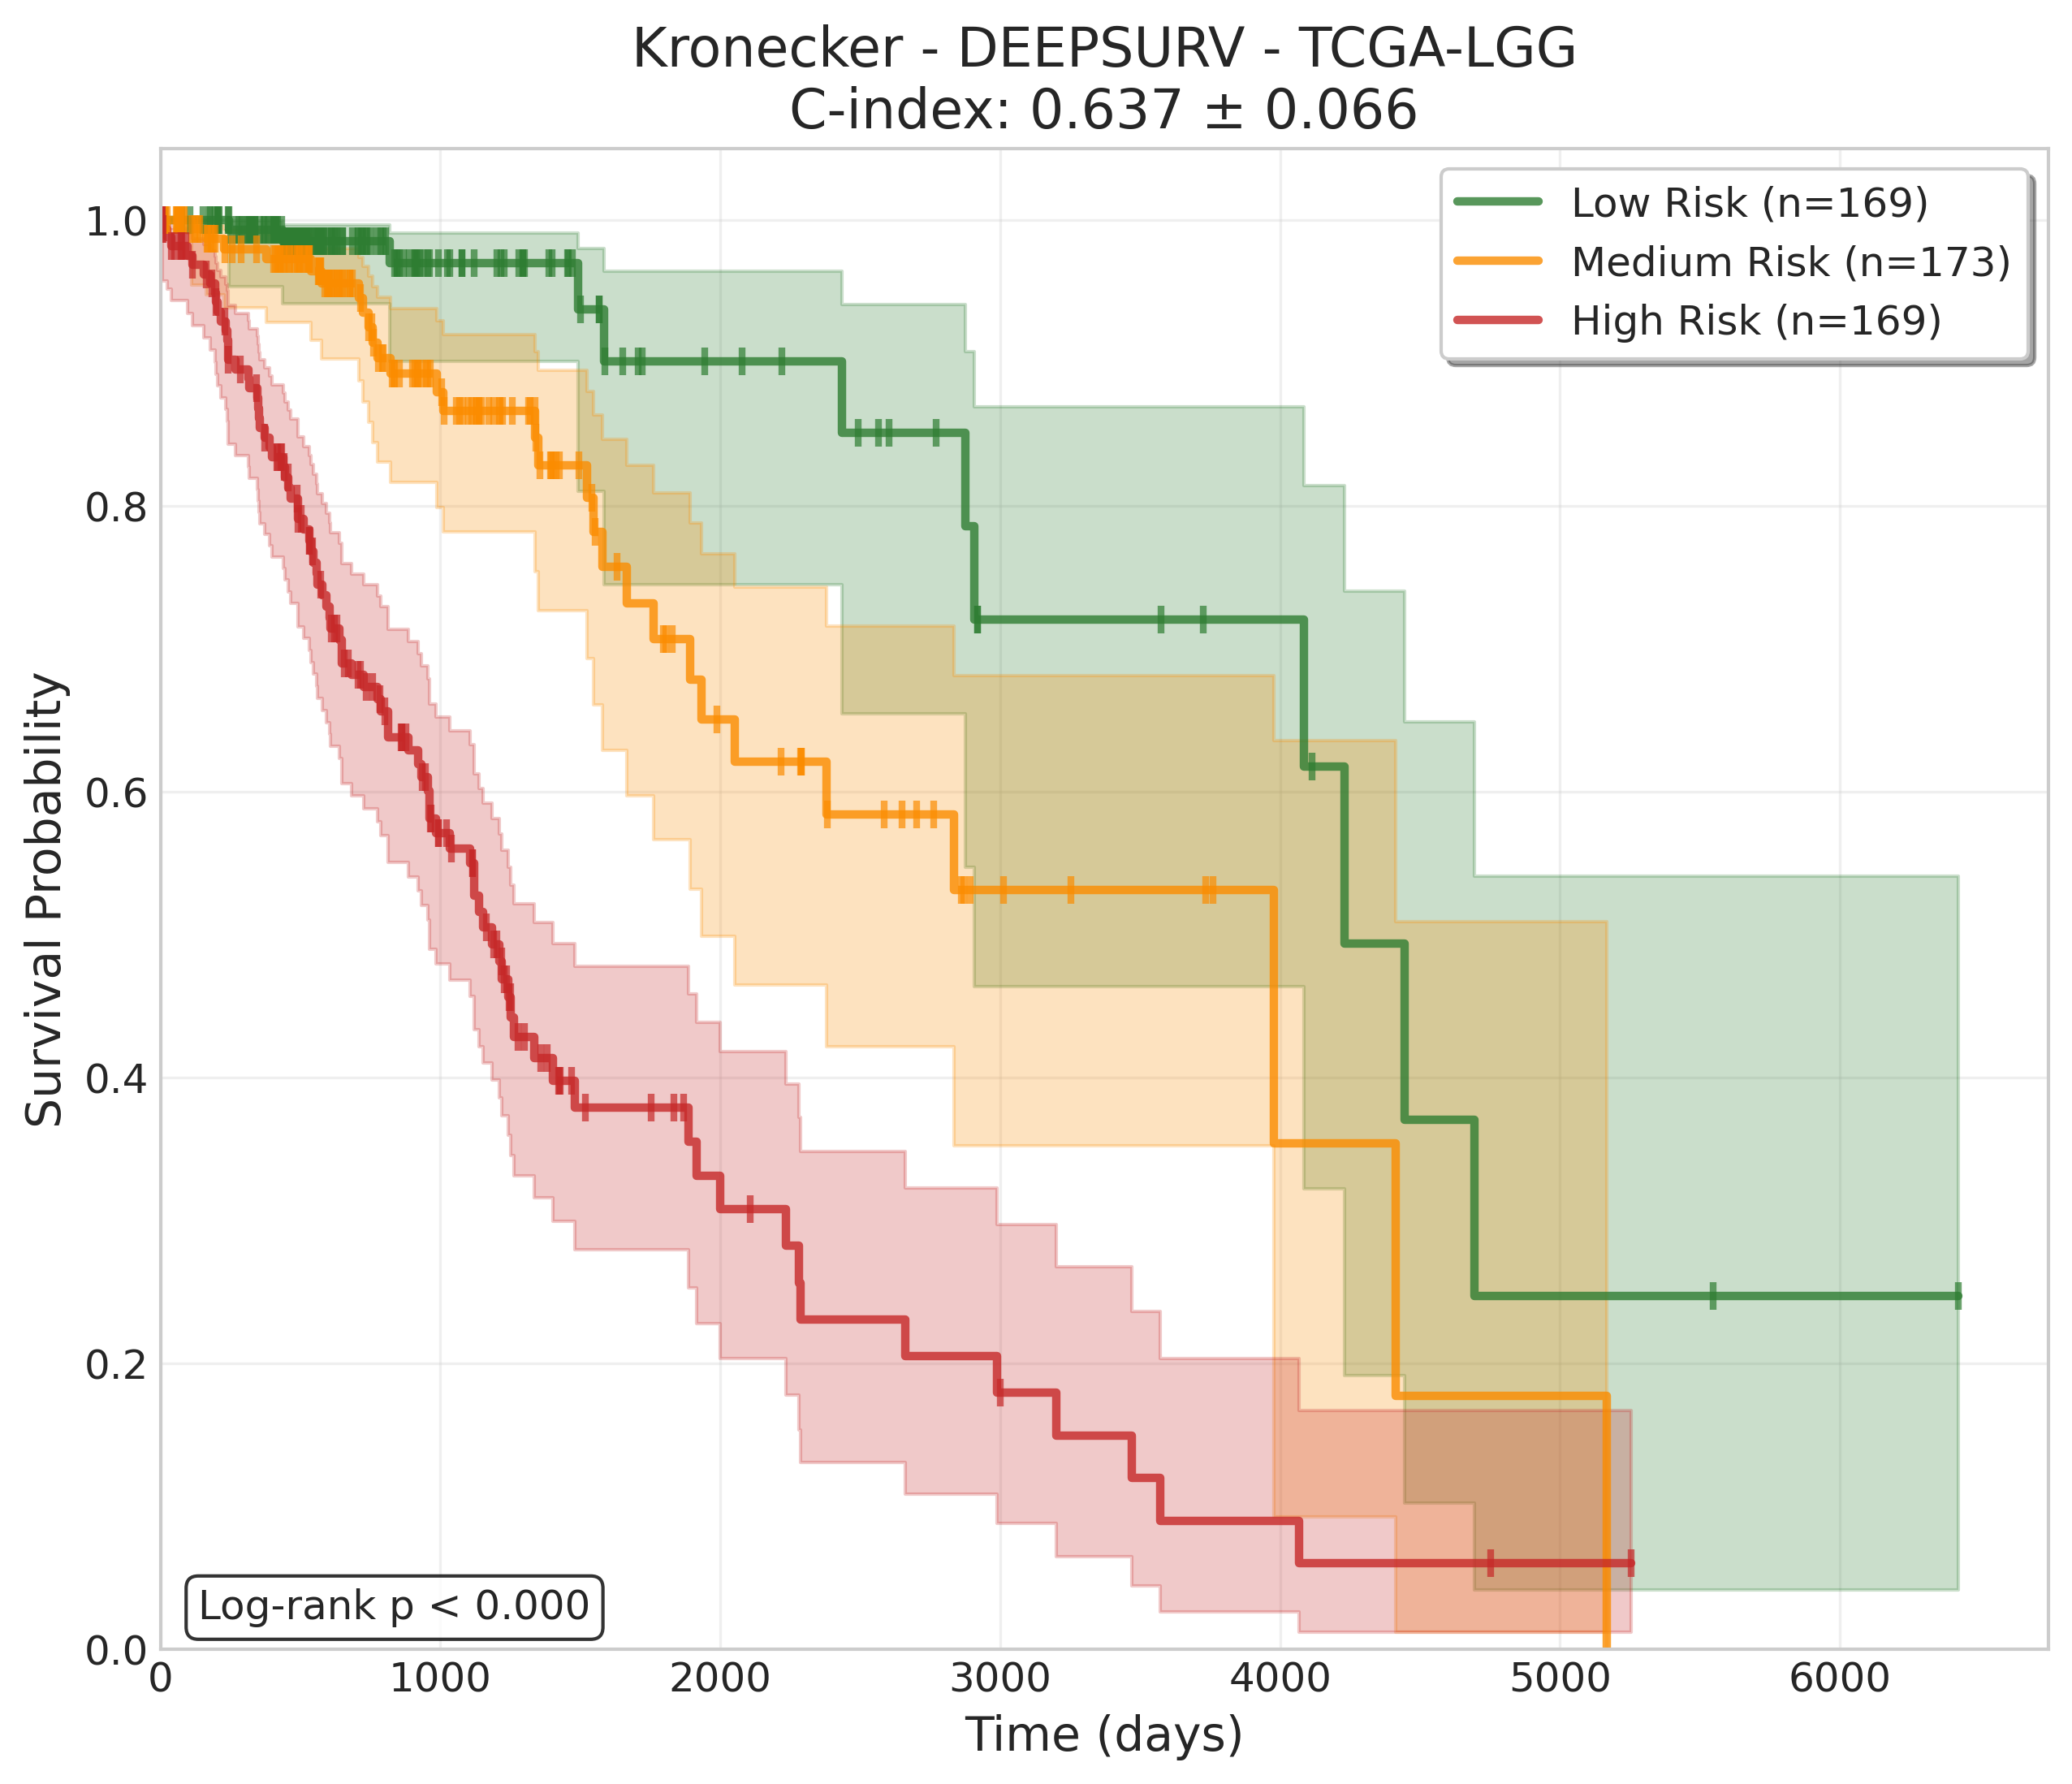 Kronecker - DEEPSURV - TCGA-LGG
C-index: 0.637 ± 0.066
Low Risk (n=169)
Medium Risk (n=173)
High Risk (n=169)
Survival Probability
1.0
0.8
0.6
0.4
0.2
0.0
Log-rank p < 0.000
0 1000 2000 3000 4000 5000 6000
Time (days)